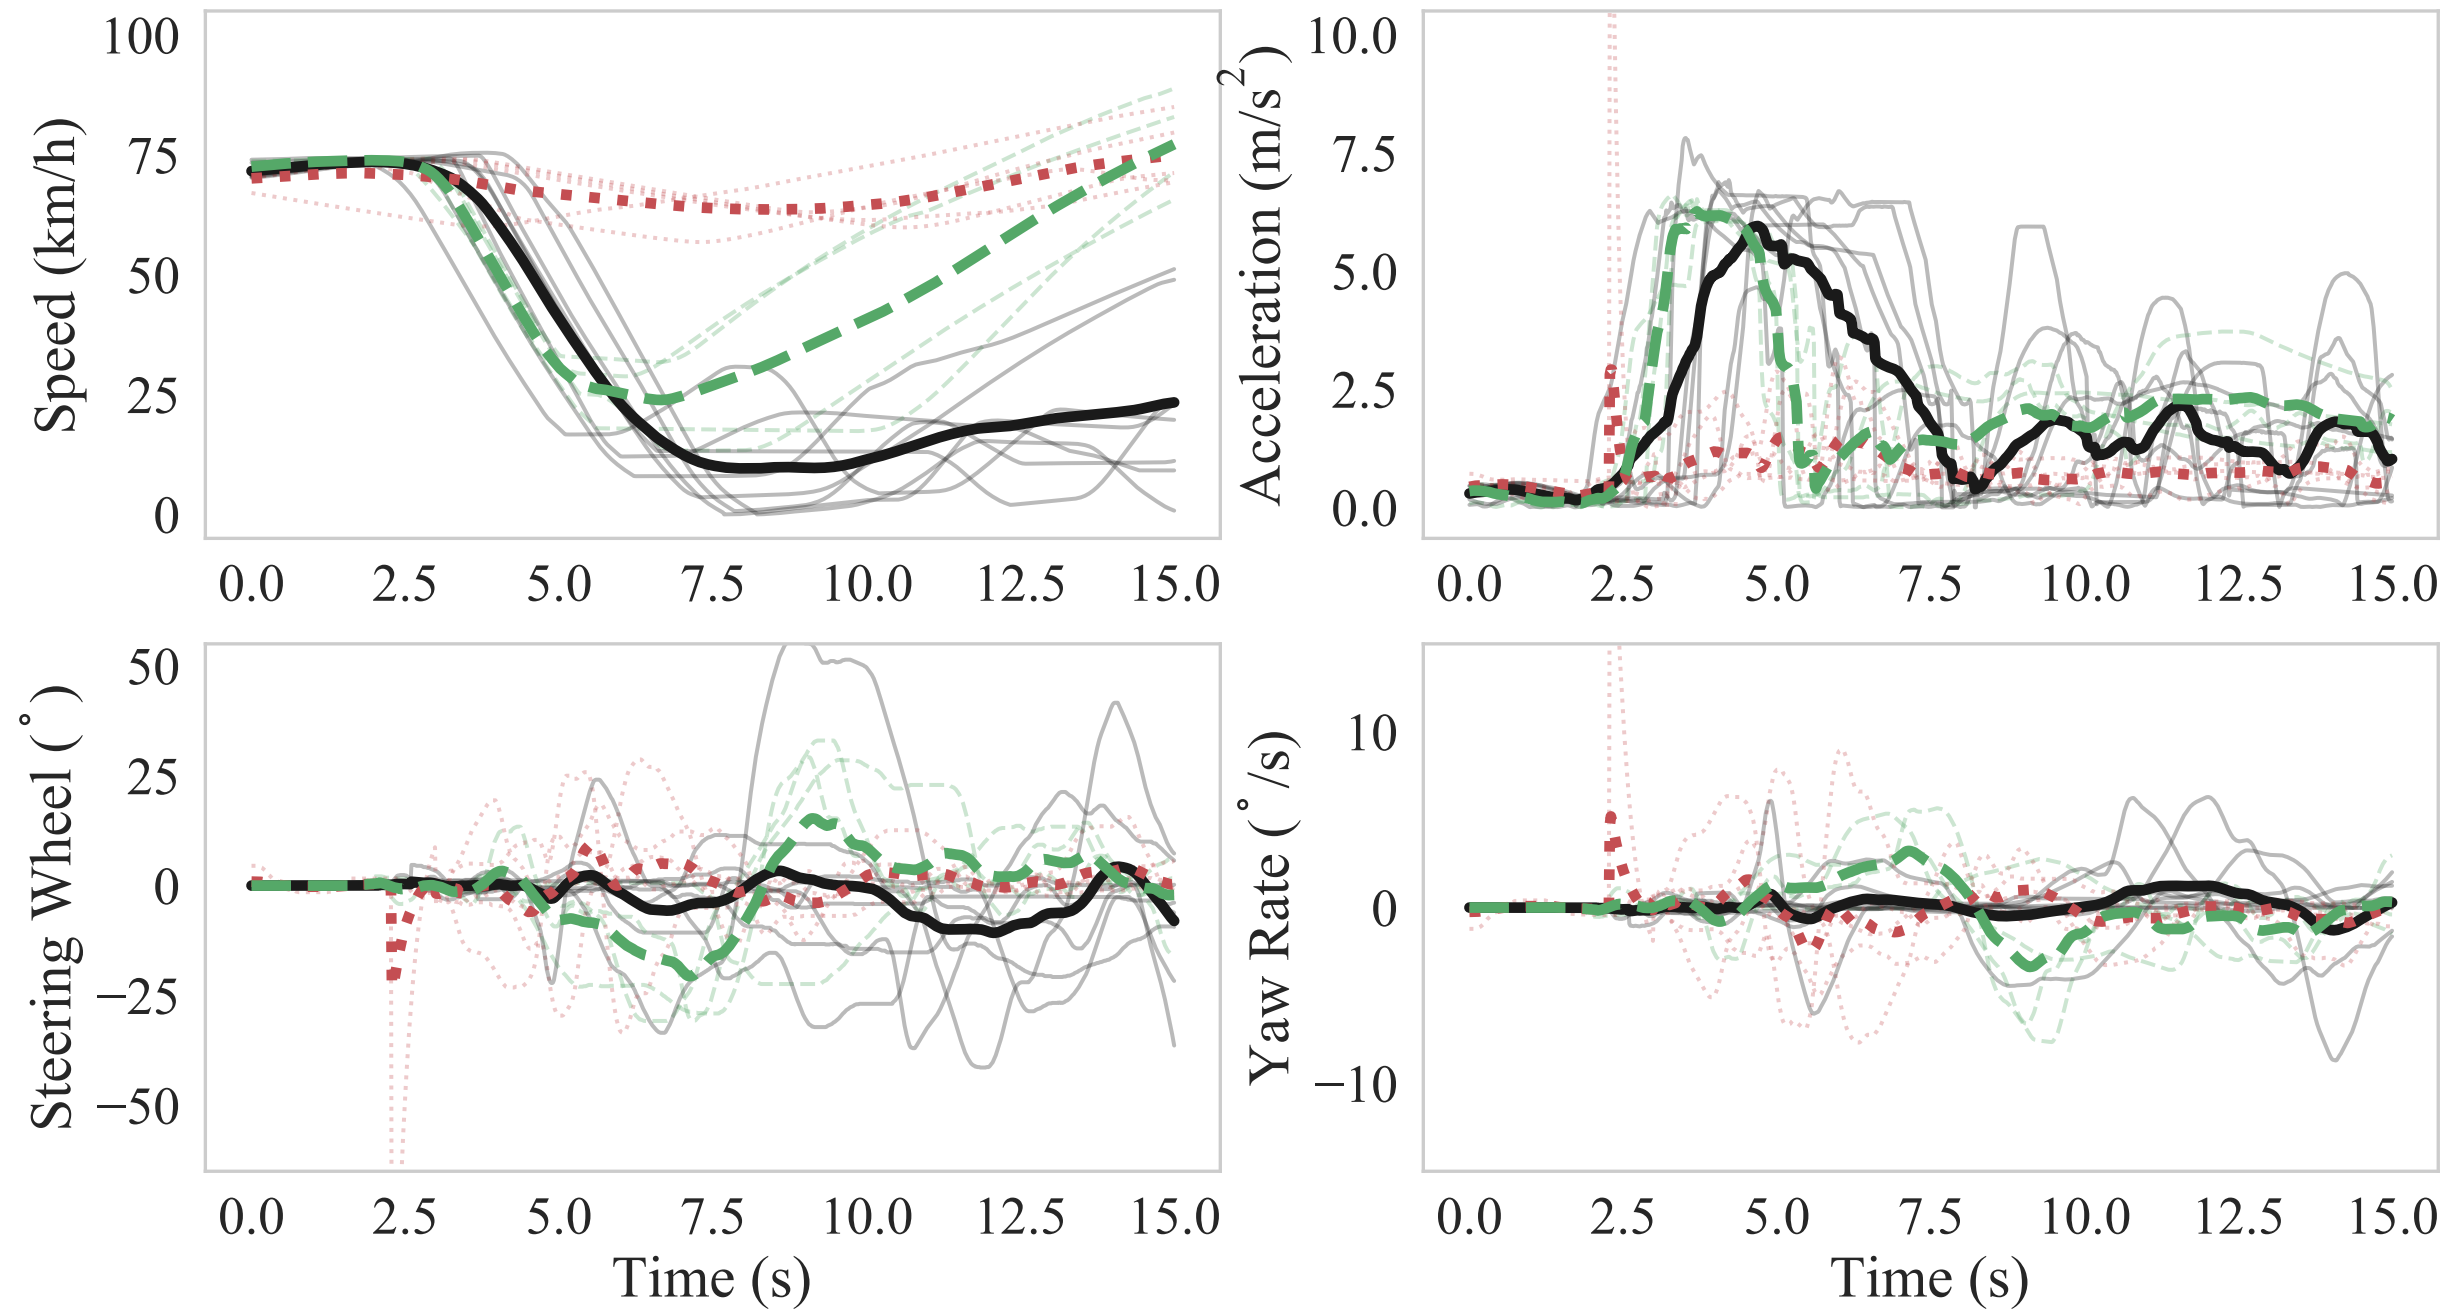 Speed (km/h)
100
75
50
25
0
0.0 2.5 5.0 7.5 10.0 12.5 15.0
Acceleration (m/s²)
10.0
7.5
5.0
2.5
0.0
0.0 2.5 5.0 7.5 10.0 12.5 15.0
Steering Wheel (°)
50
25
0
−25
−50
0.0 2.5 5.0 7.5 10.0 12.5 15.0
Time (s)
Yaw Rate (°/s)
10
0
−10
0.0 2.5 5.0 7.5 10.0 12.5 15.0
Time (s)